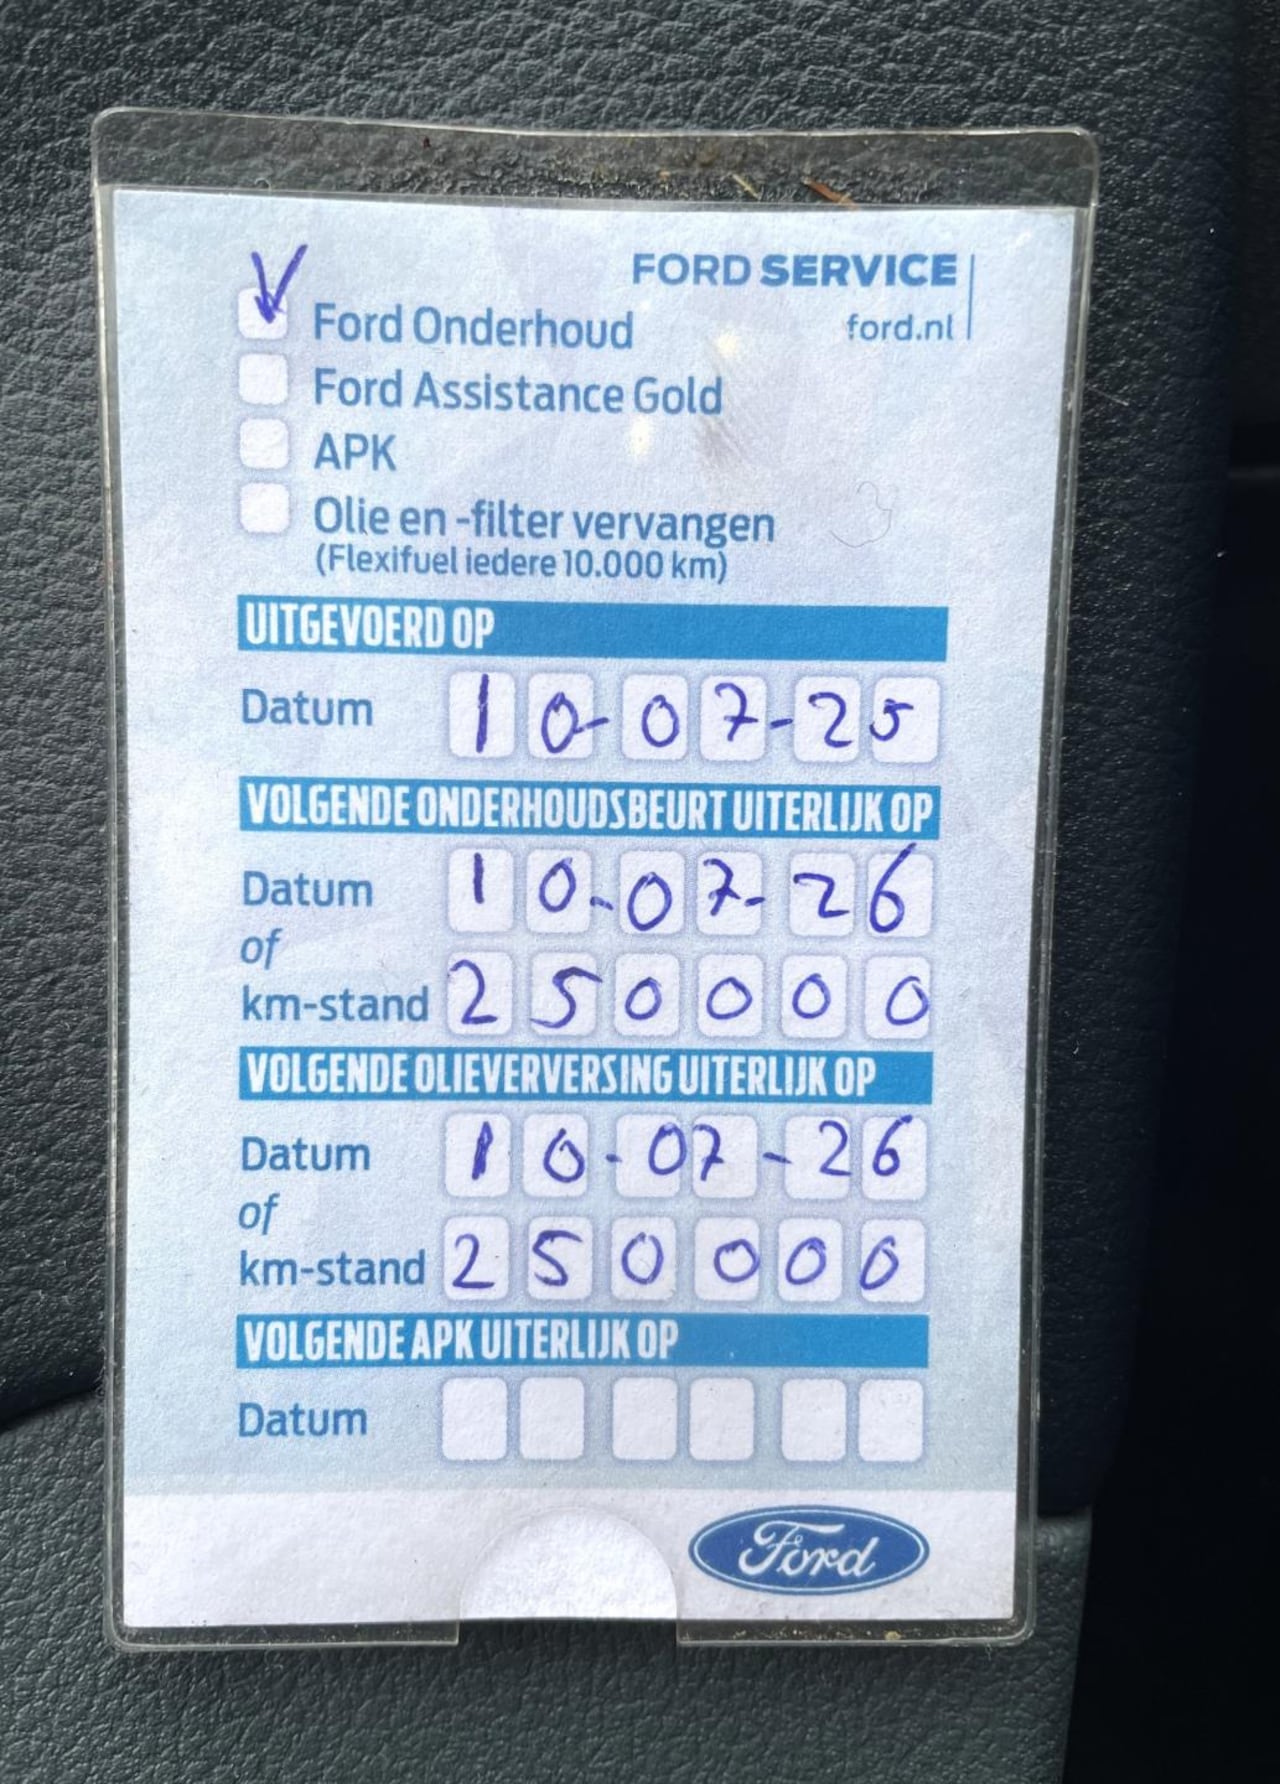 FORD SERVICE
ford.nl
V Ford Onderhoud
Ford Assistance Gold
APK
Olie en -filter vervangen
(Flexifuel iedere 10.000 km)
UITGEVOERD OP
Datum 10-07-25
VOLGENDE ONDERHOUDSBEURT UITERLIJK OP
Datum 10-07-26
of
km-stand 250000
VOLGENDE OLIEVERVERSING UITERLIJK OP
Datum 10-07-26
of
km-stand 250000
VOLGENDE APK UITERLIJK OP
Datum
Ford